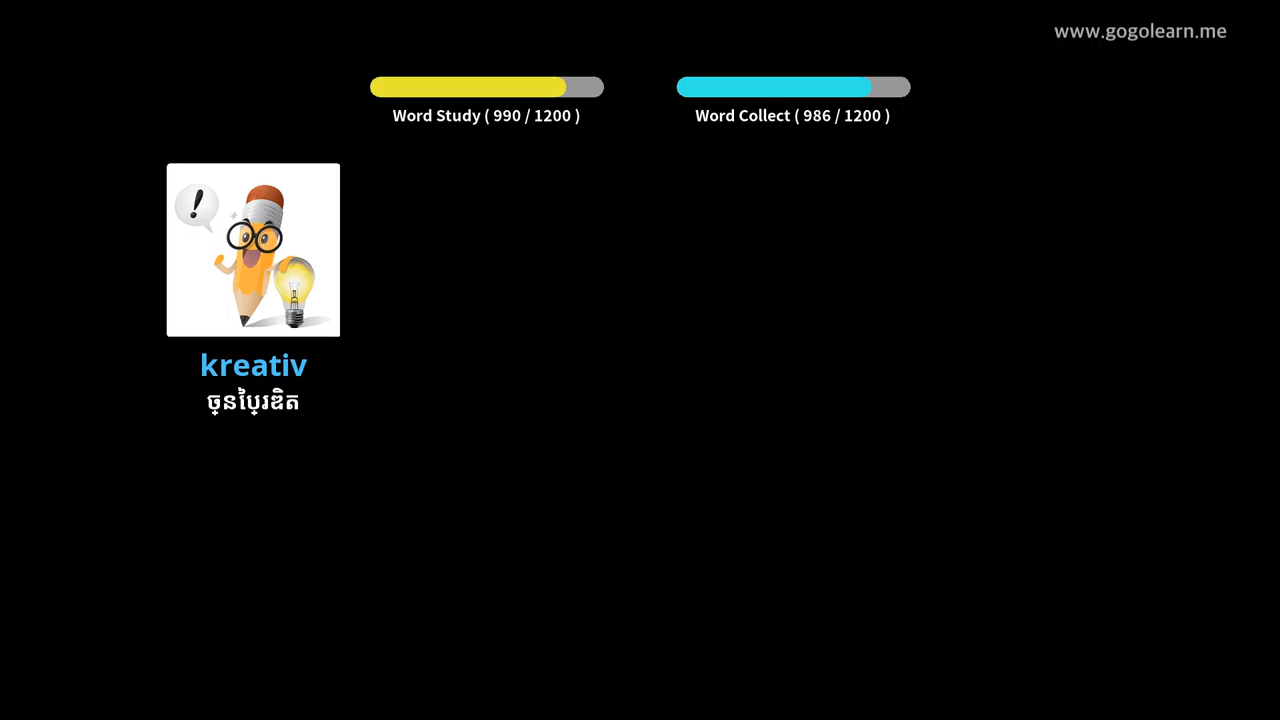 www.gogolearn.me
Word Study ( 990 / 1200 )
Word Collect ( 986 / 1200 )
!
kreativ
ច្នៃប្រឌិត